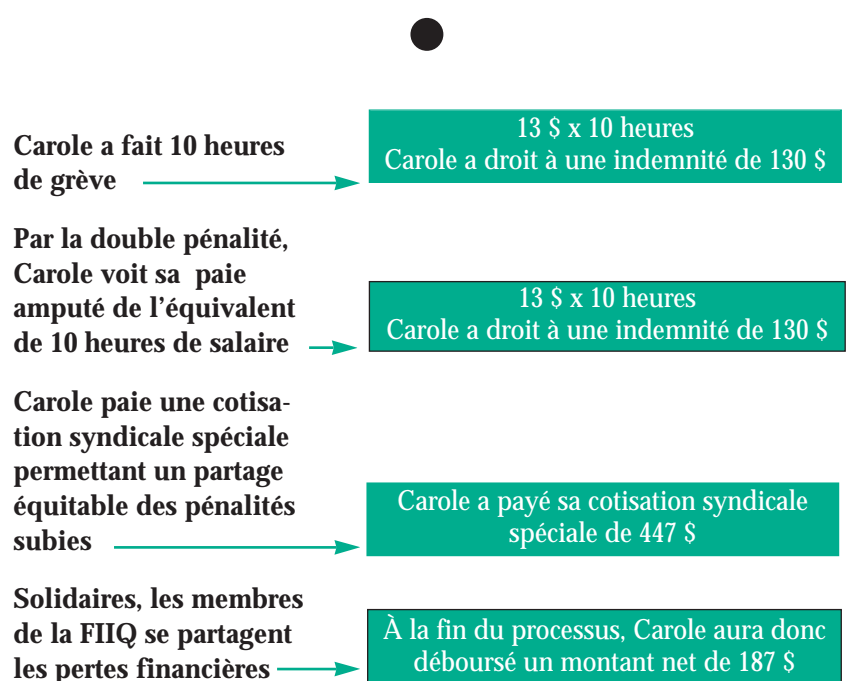 Carole a fait 10 heures
de grève
13 $ x 10 heures
Carole a droit à une indemnité de 130 $
Par la double pénalité,
Carole voit sa paie
amputé de l'équivalent
de 10 heures de salaire
13 $ x 10 heures
Carole a droit à une indemnité de 130 $
Carole paie une cotisa-
tion syndicale spéciale
permettant un partage
équitable des pénalités
subies
Carole a payé sa cotisation syndicale
spéciale de 447 $
Solidaires, les membres
de la FIIQ se partagent
les pertes financières
À la fin du processus, Carole aura donc
déboursé un montant net de 187 $